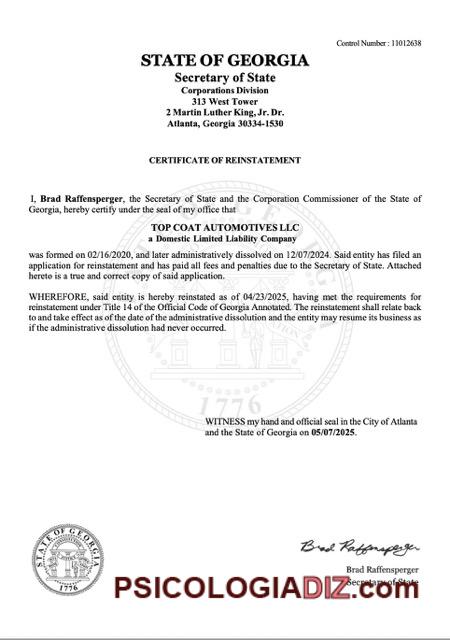 Control Number : 11012638
STATE OF GEORGIA
Secretary of State
Corporations Division
313 West Tower
2 Martin Luther King, Jr. Dr.
Atlanta, Georgia 30334-1530
CERTIFICATE OF REINSTATEMENT
I, Brad Raffensperger, the Secretary of State and the Corporation Commissioner of the State of
Georgia, hereby certify under the seal of my office that
TOP COAT AUTOMOTIVES LLC
a Domestic Limited Liability Company
was formed on 02/16/2020, and later administratively dissolved on 12/07/2024. Said entity has filed an
application for reinstatement and has paid all fees and penalties due to the Secretary of State. Attached
hereto is a true and correct copy of said application.
WHEREFORE, said entity is hereby reinstated as of 04/23/2025, having met the requirements for
reinstatement under Title 14 of the Official Code of Georgia Annotated. The reinstatement shall relate back
to and take effect as of the date of the administrative dissolution and the entity may resume its business as
if the administrative dissolution had never occurred.
1776
WITNESS my hand and official seal in the City of Atlanta
and the State of Georgia on 05/07/2025.
STATE OF GEORGIA
1776
Brad Raffensperger
Brad Raffensperger
Secretary of State
PSICOLOGIADIZ.com